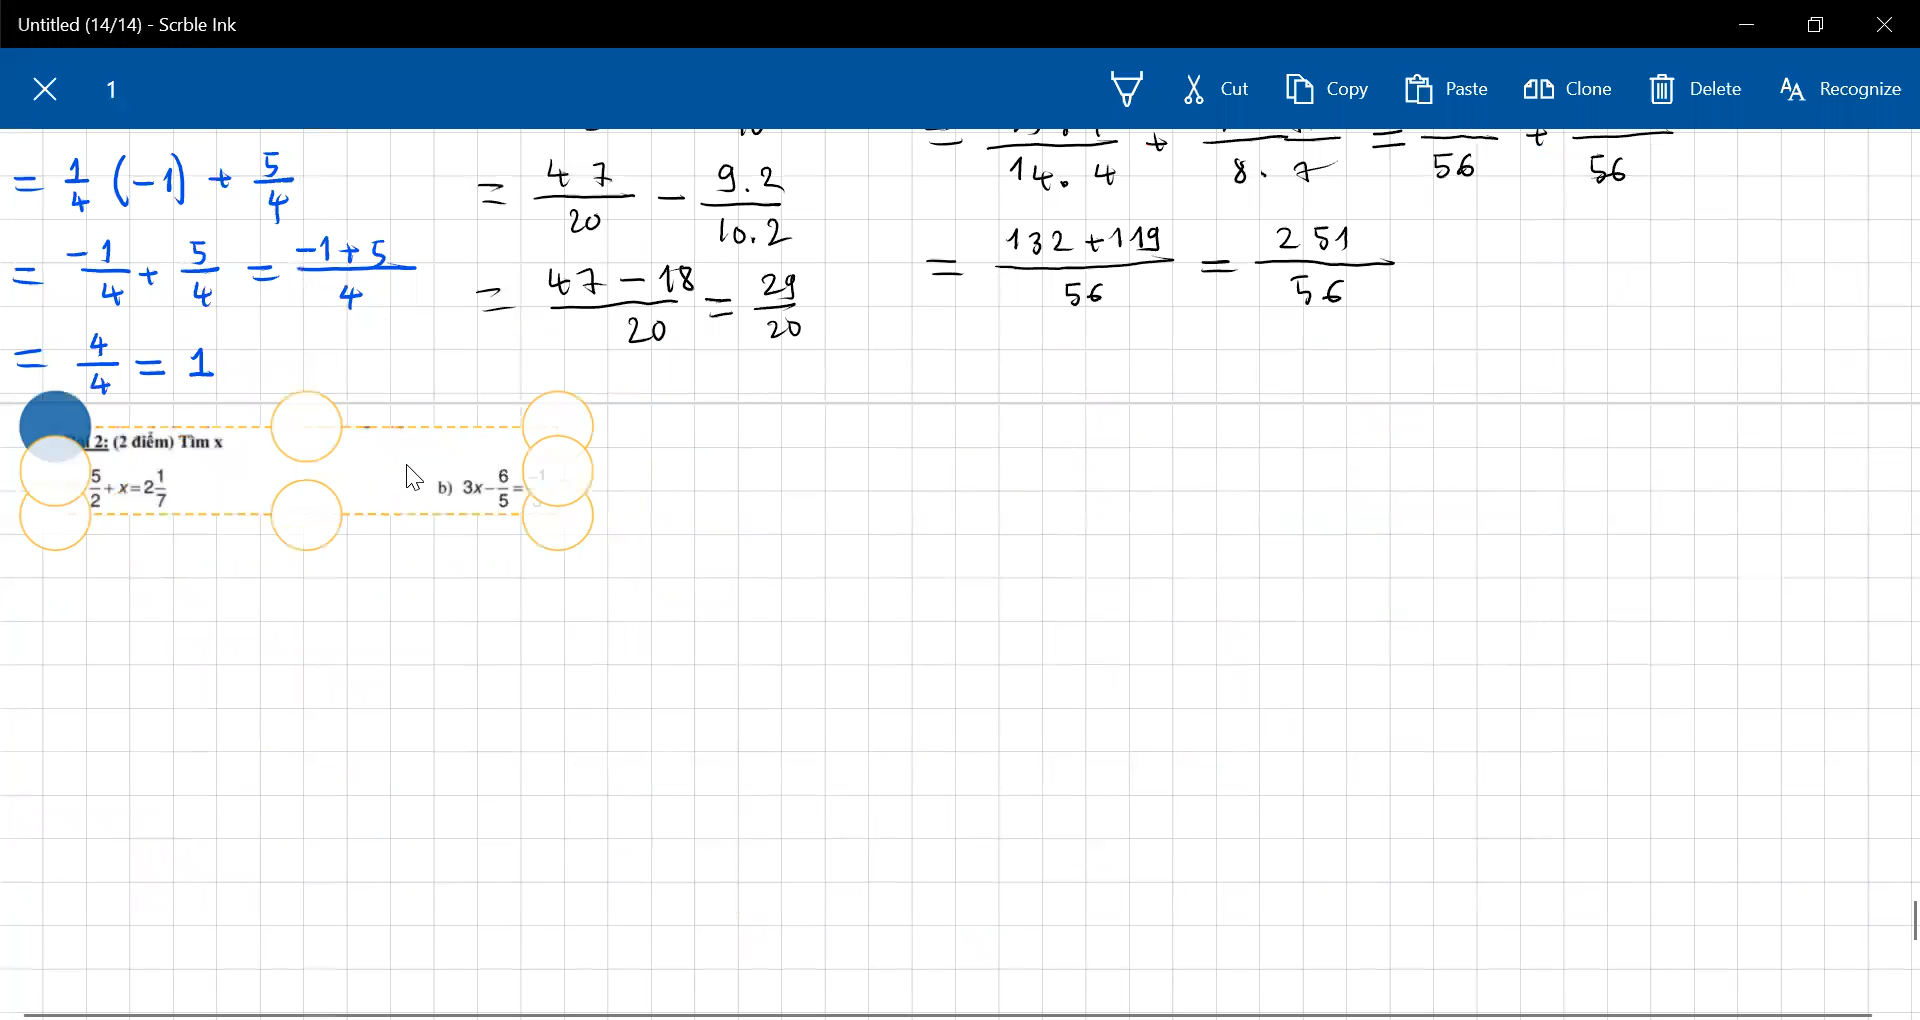 Untitled (14/14) - Scrble Ink
1 Cut Copy Paste Clone Delete Recognize
= 1/4 (-1) + 5/4
= -1/4 + 5/4 = -1+5/4
= 4/4 = 1
= 47/20 - 9.2/10.2
= 47-18/20 = 29/20
14.4 + 8.7 = 56 + 56
= 132+119/56 = 251/56
2: (2 điểm) Tìm x
5/2 + x = 2 1/7
b) 3x - 6/5 = -1